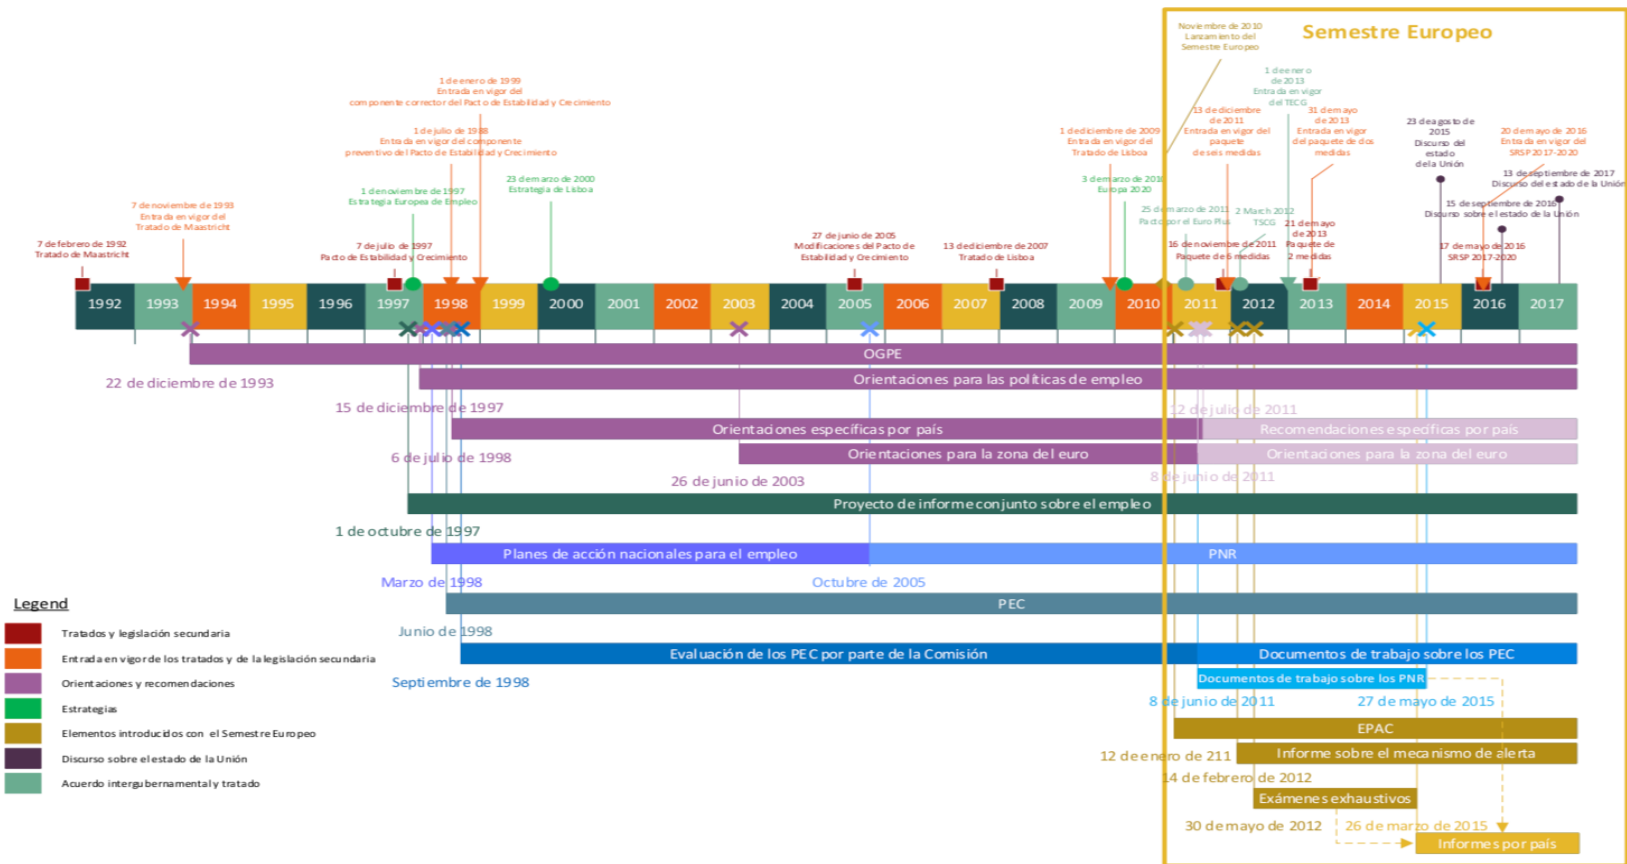 Semestre Europeo
Noviembre de 2010
Lanzamiento del
Semestre Europeo
1 de enero de 1999
Entrada en vigor del
componente corrector del Pacto de Estabilidad y Crecimiento
1 de enero
de 2013
Entrada en vigor
del TECG
1 de julio de 1988
Entrada en vigor del componente
preventivo del Pacto de Estabilidad y Crecimiento
1 de diciembre de 2009
Entrada en vigor del
Tratado de Lisboa
13 de diciembre
de 2011
Entrada en vigor del
paquete
de seis medidas
31 de mayo
de 2013
Entrada en vigor
del paquete de dos
medidas
23 de agosto de
2015
Discurso del
estado
de la Unión
20 de mayo de 2016
Entrada en vigor del
SRSP 2017-2020
1 de noviembre de 1997
Estrategia Europea de Empleo
23 de marzo de 2000
Estrategia de Lisboa
3 de marzo de 2010
Europa 2020
13 de septiembre de 2017
Discurso del estado de la Unión
7 de noviembre de 1993
Entrada en vigor del
Tratado de Maastricht
25 de marzo de 2011
Pacto por el Euro Plus
2 March 2012
TSCG
21 de mayo
de 2013
Paquete de
2 medidas
15 de septiembre de 2016
Discurso sobre el estado de la Unión
7 de febrero de 1992
Tratado de Maastricht
7 de julio de 1997
Pacto de Estabilidad y Crecimiento
27 de junio de 2005
Modificaciones del Pacto de
Estabilidad y Crecimiento
13 de diciembre de 2007
Tratado de Lisboa
16 de noviembre de 2011
Paquete de 6 medidas
17 de mayo de 2016
SRSP 2017-2020
1992 1993 1994 1995 1996 1997 1998 1999 2000 2001 2002 2003 2004 2005 2006 2007 2008 2009 2010 2011 2012 2013 2014 2015 2016 2017
OGPE
22 de diciembre de 1993
Orientaciones para las políticas de empleo
15 de diciembre de 1997
12 de julio de 2011
Orientaciones específicas por país
Recomendaciones específicas por país
6 de julio de 1998
Orientaciones para la zona del euro
Orientaciones para la zona del euro
26 de junio de 2003
8 de junio de 2011
Proyecto de informe conjunto sobre el empleo
1 de octubre de 1997
Planes de acción nacionales para el empleo
PNR
Marzo de 1998
Octubre de 2005
PEC
Junio de 1998
Evaluación de los PEC por parte de la Comisión
Documentos de trabajo sobre los PEC
Septiembre de 1998
Documentos de trabajo sobre los PNR
8 de junio de 2011
27 de mayo de 2015
EPAC
12 de enero de 211
Informe sobre el mecanismo de alerta
14 de febrero de 2012
Exámenes exhaustivos
30 de mayo de 2012
26 de marzo de 2015
Informes por país
Legend
Tratados y legislación secundaria
Entrada en vigor de los tratados y de la legislación secundaria
Orientaciones y recomendaciones
Estrategias
Elementos introducidos con el Semestre Europeo
Discurso sobre el estado de la Unión
Acuerdo intergubernamental y tratado